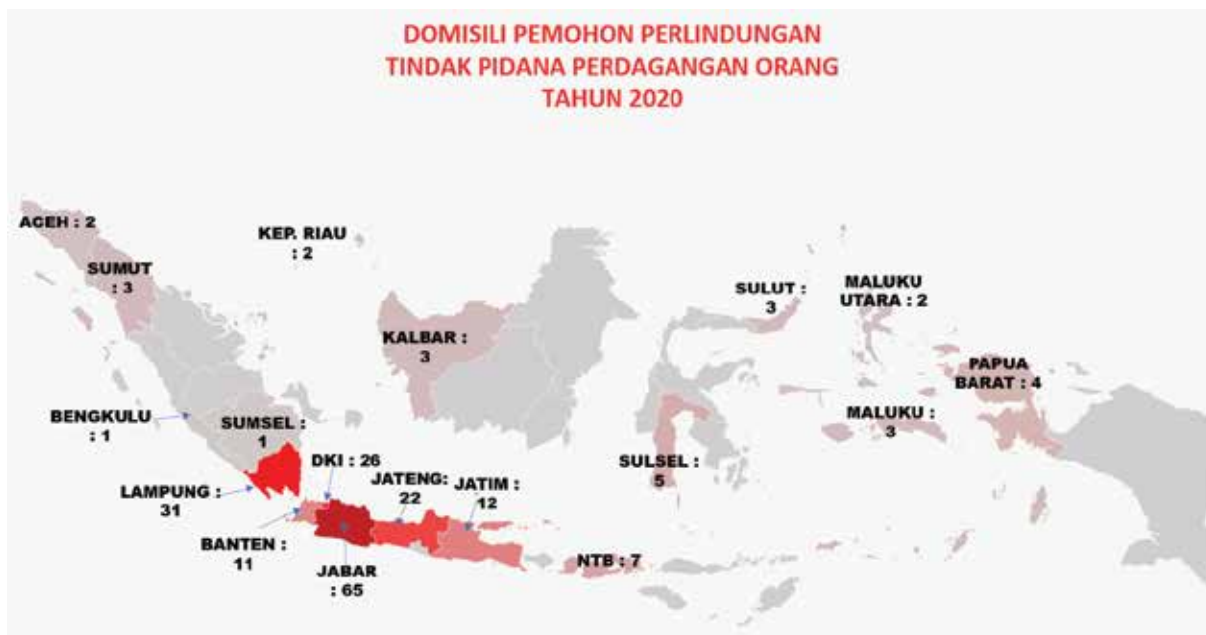 DOMISILI PEMOHON PERLINDUNGAN
TINDAK PIDANA PERDAGANGAN ORANG
TAHUN 2020
ACEH : 2
KEP. RIAU
: 2
SUMUT
: 3
SULUT :
3
MALUKU
UTARA : 2
KALBAR :
3
PAPUA
BARAT : 4
BENGKULU
: 1
SUMSEL :
1
MALUKU :
3
SULSEL :
5
DKI : 26
JATENG:
22
JATIM :
12
LAMPUNG :
31
BANTEN :
11
JABAR
: 65
NTB : 7